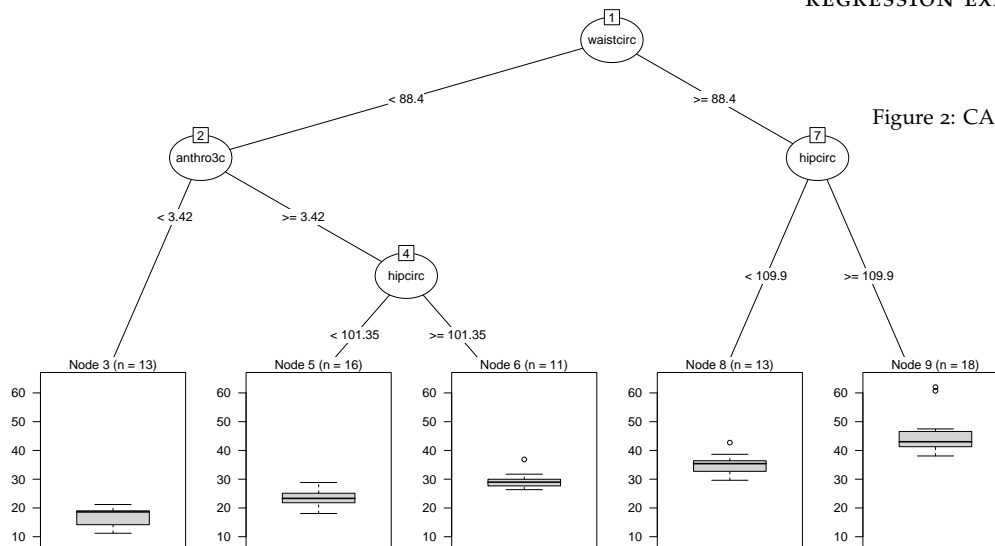 REGRESSION EX
1
waistcirc
< 88.4
>= 88.4
Figure 2: CA
2
anthro3c
7
hipcirc
< 3.42
>= 3.42
4
hipcirc
< 109.9
>= 109.9
< 101.35
>= 101.35
Node 3 (n = 13)
Node 5 (n = 16)
Node 6 (n = 11)
Node 8 (n = 13)
Node 9 (n = 18)
60 60 60 60 60
50 50 50 50 50
40 40 40 40 40
30 30 30 30 30
20 20 20 20 20
10 10 10 10 10